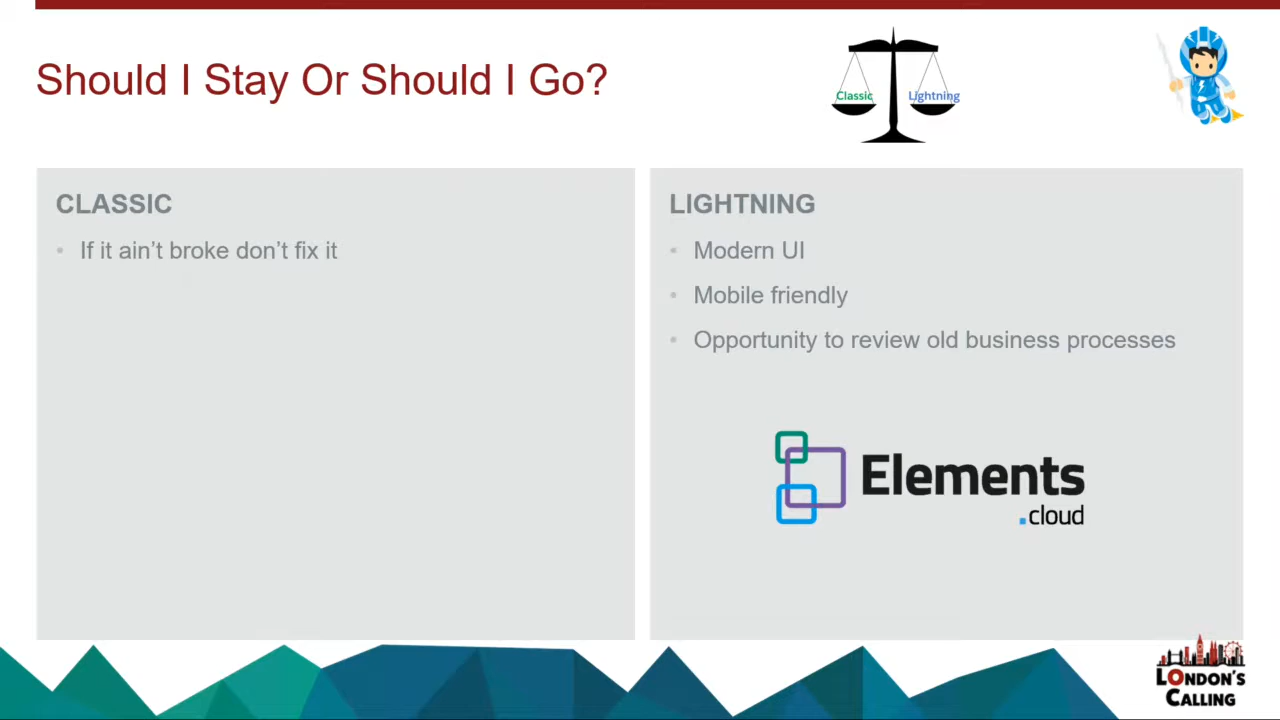 Should I Stay Or Should I Go?
Classic
Lightning
CLASSIC
• If it ain’t broke don’t fix it
LIGHTNING
• Modern UI
• Mobile friendly
• Opportunity to review old business processes
Elements
.cloud
LONDON'S
CALLING